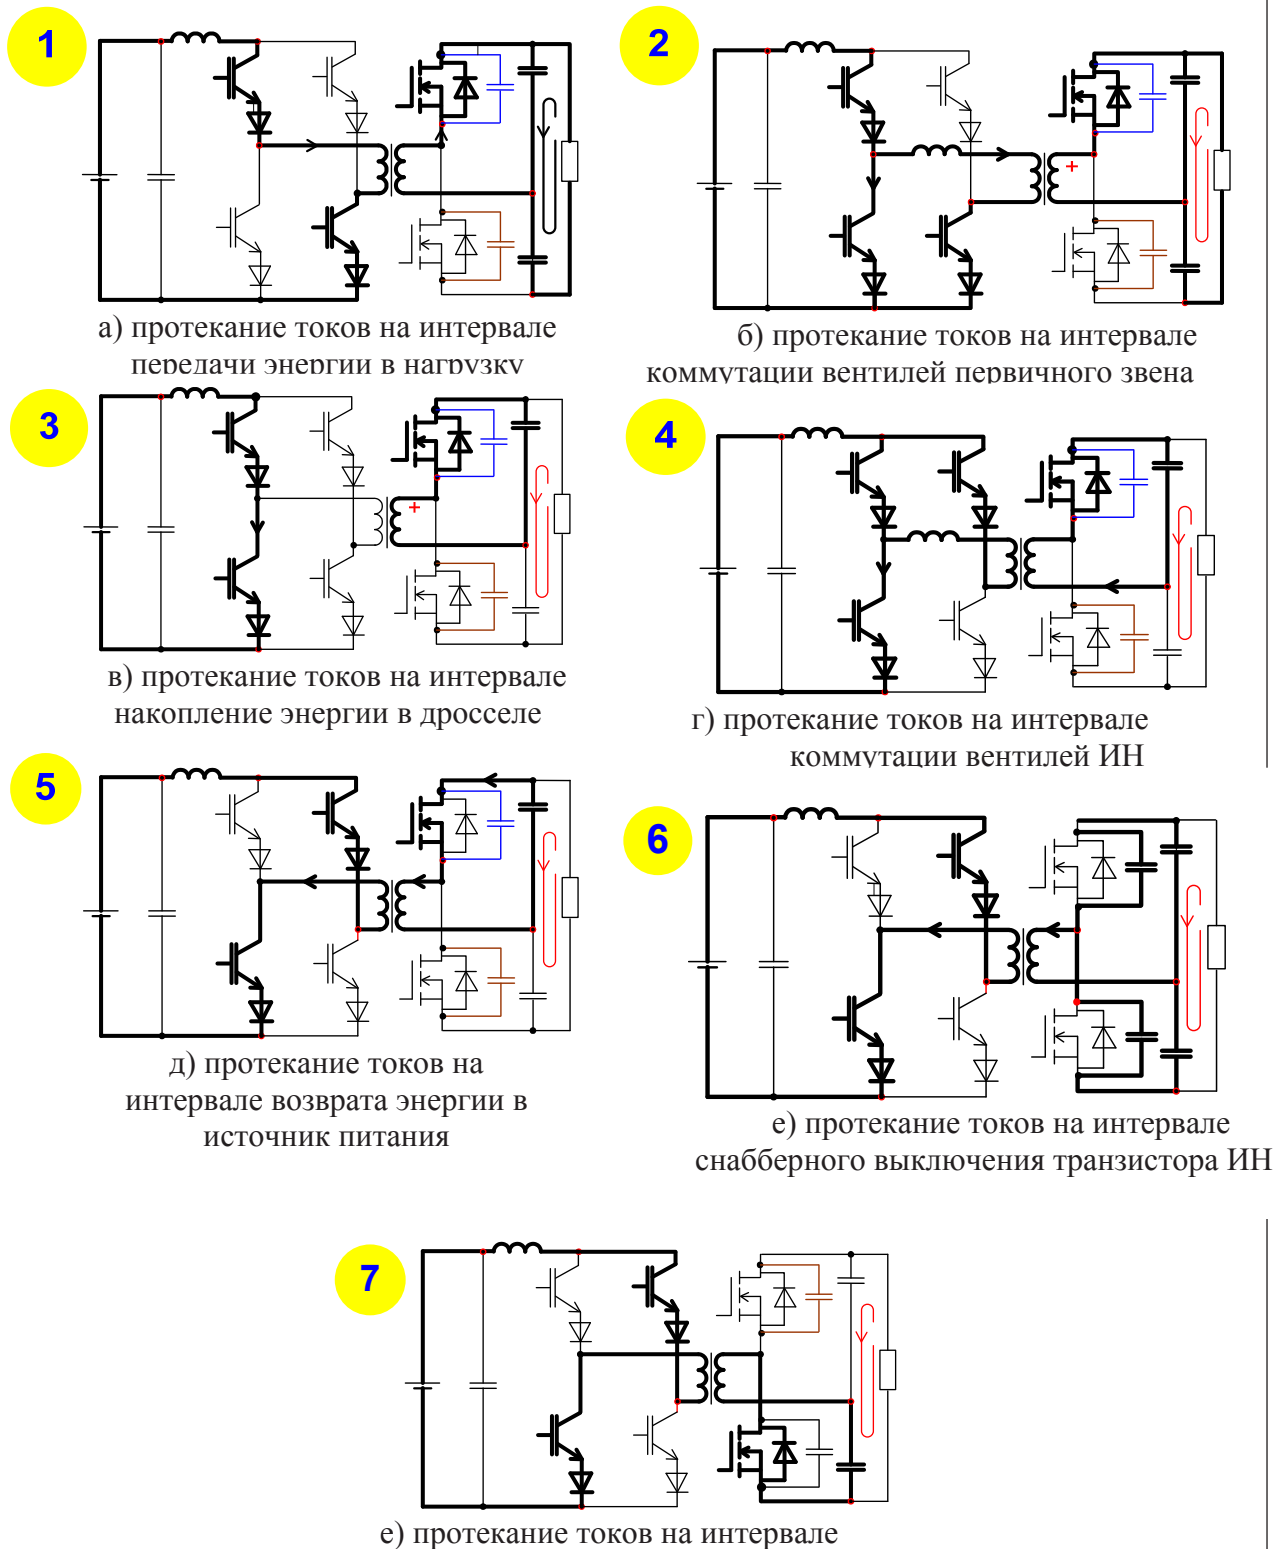 1
а) протекание токов на интервале
передачи энергии в нагрузку
2
б) протекание токов на интервале
коммутации вентилей первичного звена
3
+
в) протекание токов на интервале
накопление энергии в дросселе
4
г) протекание токов на интервале
коммутации вентилей ИН
5
д) протекание токов на
интервале возврата энергии в
источник питания
6
е) протекание токов на интервале
снабберного выключения транзистора ИН
7
е) протекание токов на интервале